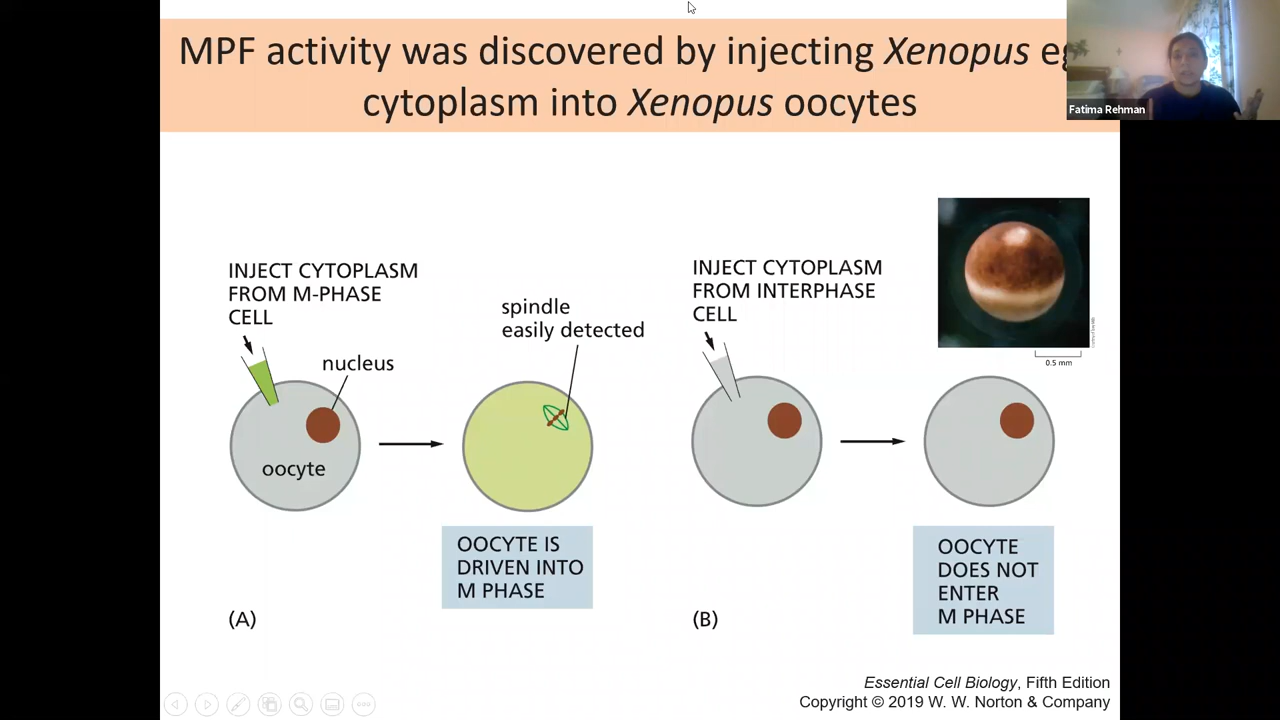 MPF activity was discovered by injecting Xenopus eg
cytoplasm into Xenopus oocytes
Fatima Rehman
INJECT CYTOPLASM
FROM M-PHASE
CELL
nucleus
oocyte
spindle
easily detected
OOCYTE IS
DRIVEN INTO
M PHASE
(A)
INJECT CYTOPLASM
FROM INTERPHASE
CELL
0.5 mm
OOCYTE
DOES NOT
ENTER
M PHASE
(B)
Essential Cell Biology, Fifth Edition
Copyright © 2019 W. W. Norton & Company